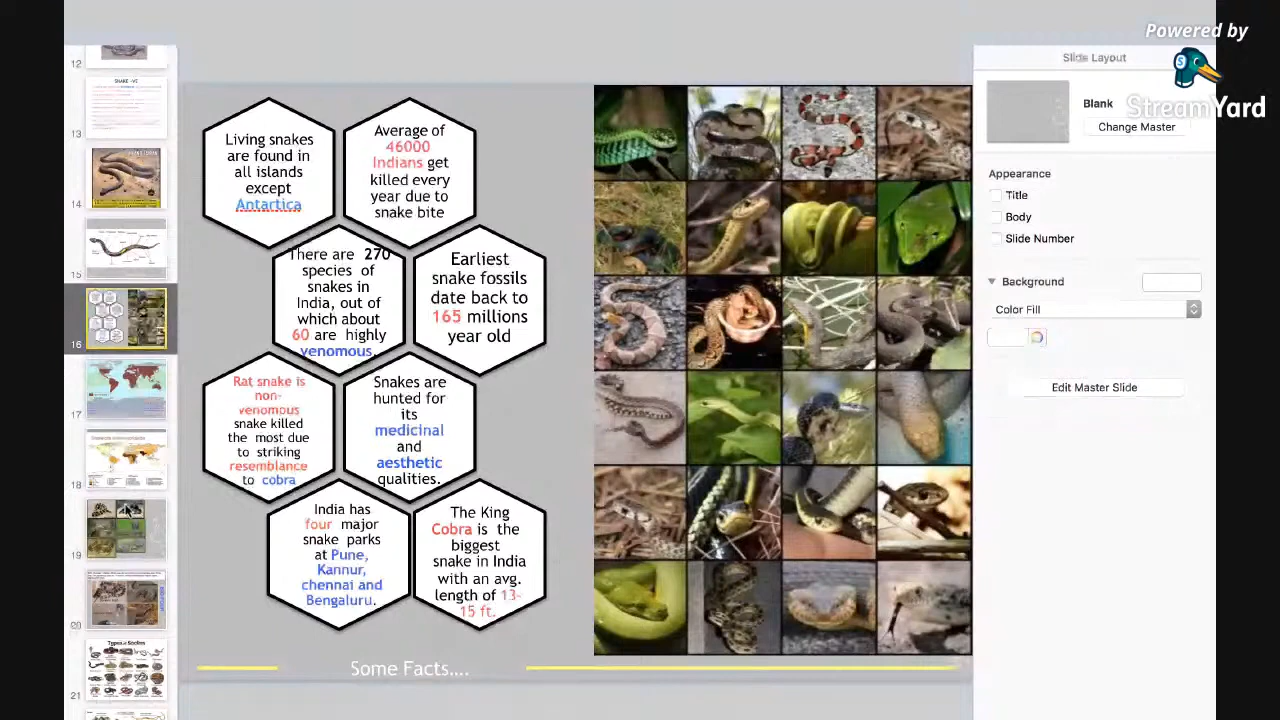 Powered by
StreamYard
12
SNAKE -VE
13
14
15
16
17
18
19
20
Types of Snakes
21
Living snakes
are found in
all islands
except
Antartica
Average of
46000
Indians get
killed every
year due to
snake bite
There are 270
species of
snakes in
India, out of
which about
60 are highly
venomous.
Earliest
snake fossils
date back to
165 millions
year old
Rat snake is
non-
venomous
snake killed
the most due
to striking
resemblance
to cobra
Snakes are
hunted for
its
medicinal
and
aesthetic
qualities.
India has
four major
snake parks
at Pune,
Kannur,
chennai and
Bengaluru.
The King
Cobra is the
biggest
snake in India
with an avg.
length of 13-
15 ft.
Some Facts....
Slide Layout
Blank
Change Master
Appearance
Title
Body
Slide Number
Background
Color Fill
Edit Master Slide